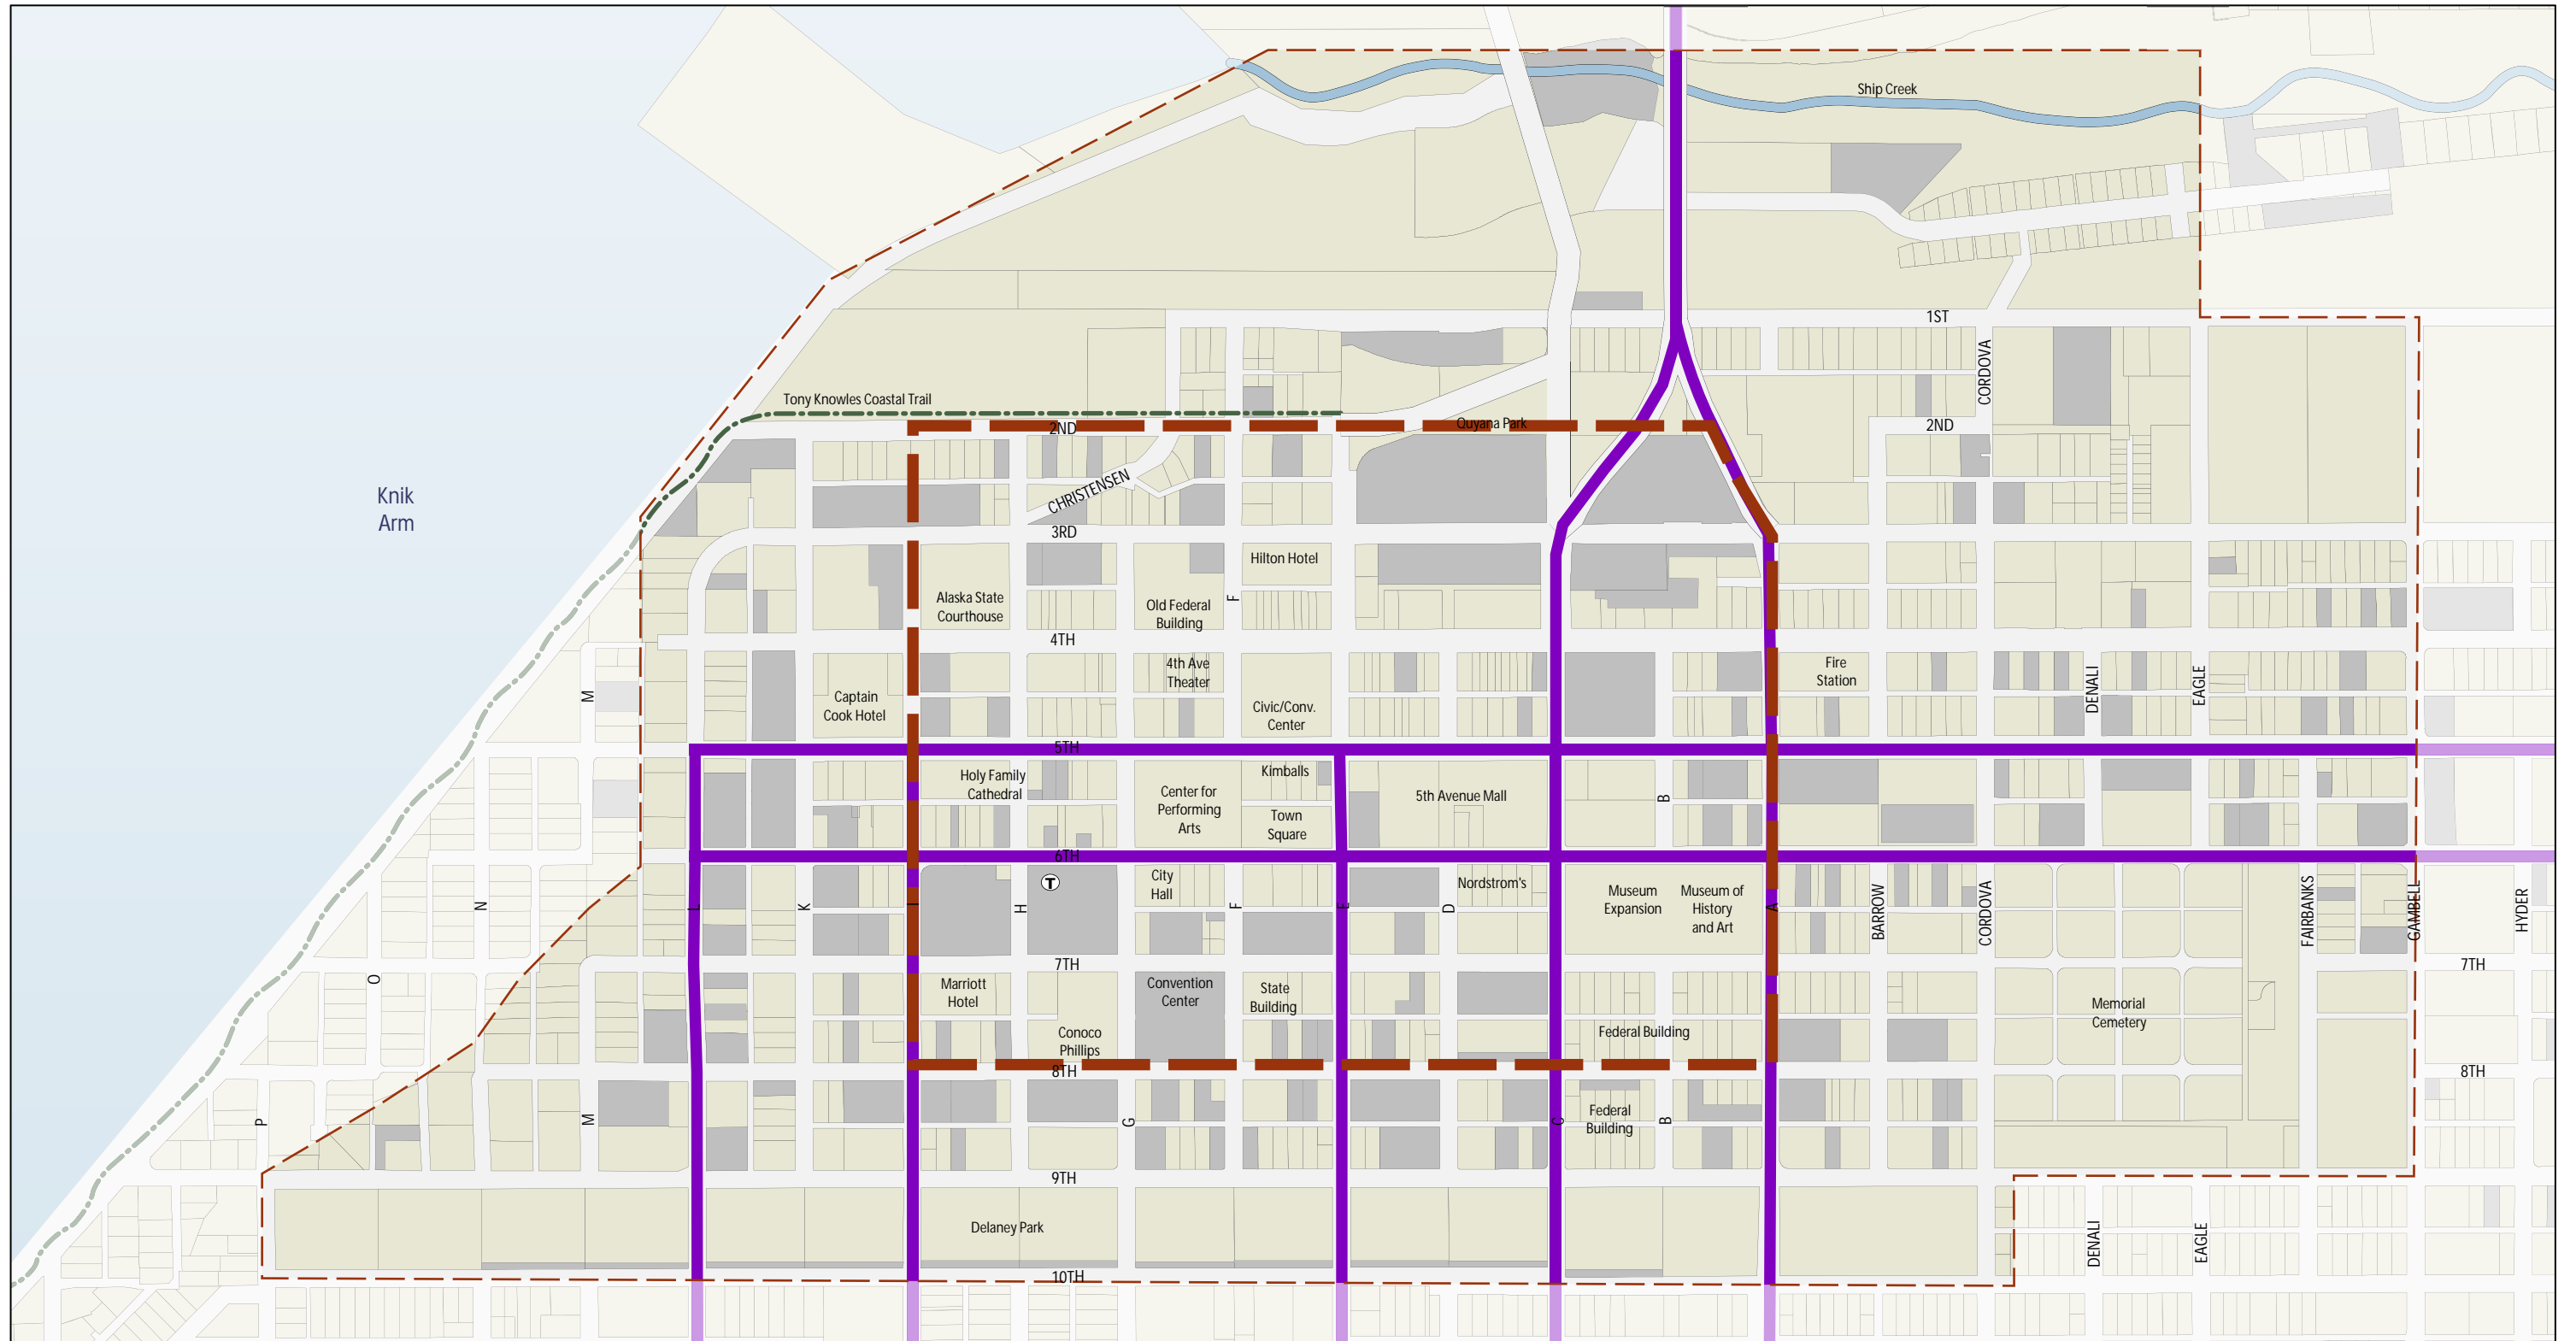 Ship Creek
1ST
CORDOVA
Tony Knowles Coastal Trail
2ND
Quyana Park
2ND
Knik
Arm
CHRISTENSEN
3RD
Hilton Hotel
F
Alaska State
Courthouse
Old Federal
Building
4TH
4th Ave
Theater
Fire
Station
M
DENALI
EAGLE
Captain
Cook Hotel
Civic/Conv.
Center
5TH
Holy Family
Cathedral
Kimballs
Center for
Performing
Arts
Town
Square
5th Avenue Mall
B
6TH
T
City
Hall
Nordstrom's
Museum
Expansion
Museum of
History
and Art
N
L
K
I
H
F
E
D
A
BARROW
CORDOVA
FAIRBANKS
GAMBELL
HYDER
7TH
7TH
O
Marriott
Hotel
Convention
Center
State
Building
Memorial
Cemetery
Conoco
Phillips
Federal Building
8TH
8TH
P
M
G
C
Federal
Building
B
9TH
Delaney Park
DENALI
EAGLE
10TH